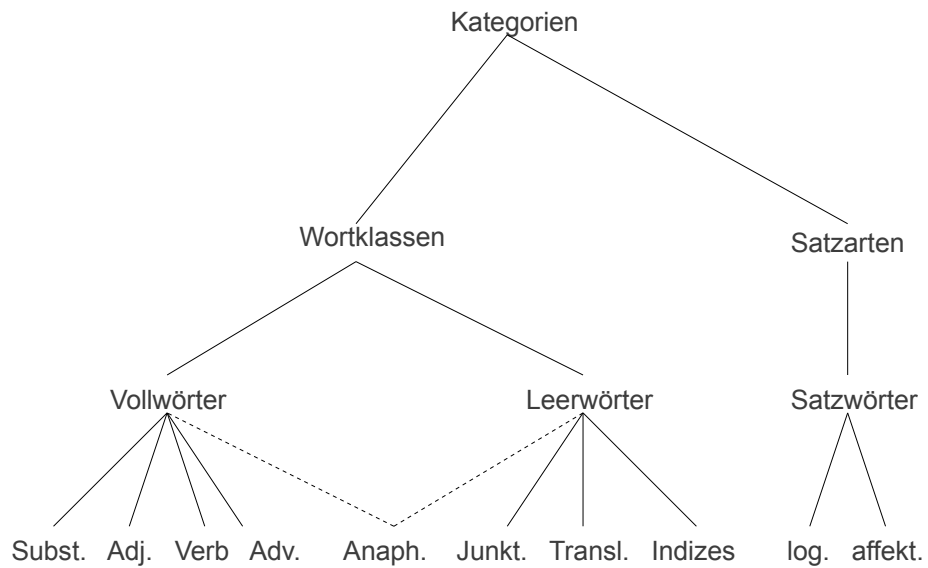 Kategorien
Wortklassen Satzarten
Vollwörter Leerwörter Satzwörter
Subst. Adj. Verb Adv. Anaph. Junkt. Transl. Indizes log. affekt.